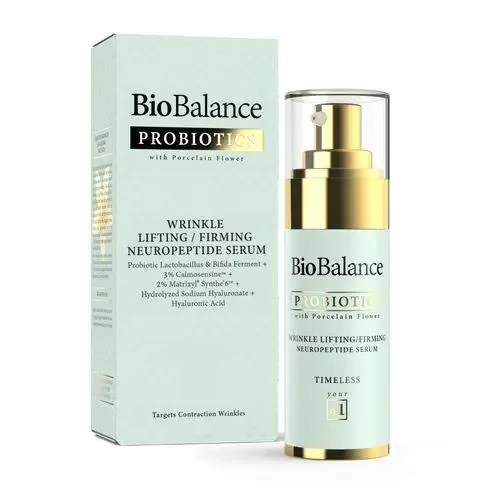 BioBalance
PROBIOTICS
with Porcelain Flower
WRINKLE
LIFTING / FIRMING
NEUROPEPTIDE SERUM
Probiotic Lactobacillus & Bifida Ferment +
3% Calmosensine™ +
2% Matrixyl® Synthe'6™ +
Hydrolyzed Sodium Hyaluronate +
Hyaluronic Acid
Targets Contraction Wrinkles
BioBalance
PROBIOTICS
with Porcelain Flower
WRINKLE LIFTING/FIRMING
NEUROPEPTIDE SERUM
TIMELESS
your
n1